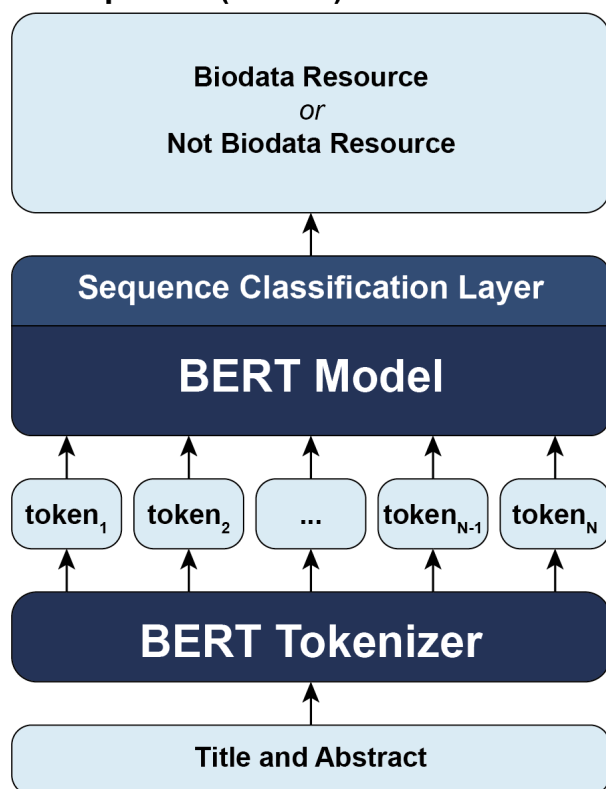 Biodata Resource
or
Not Biodata Resource
Sequence Classification Layer
BERT Model
token1 token2 ... tokenN-1 tokenN
BERT Tokenizer
Title and Abstract